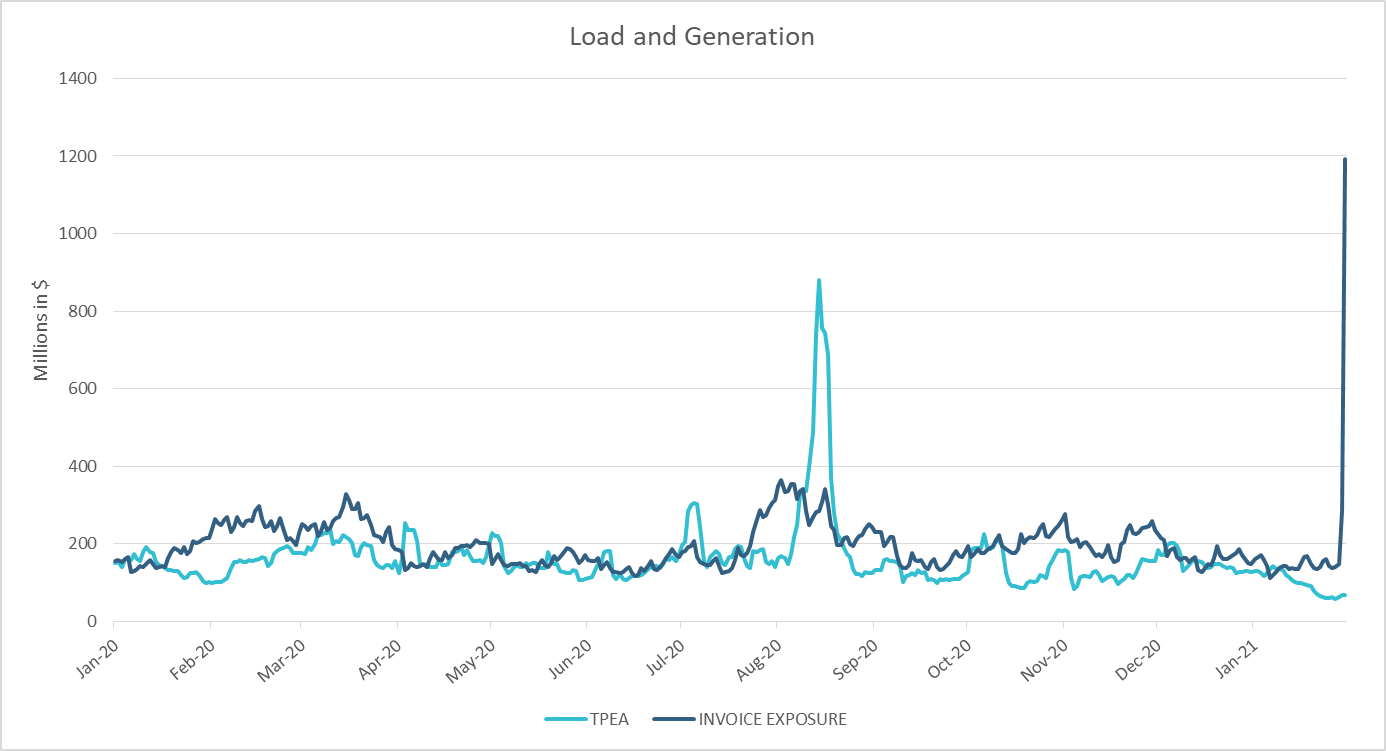 Load and Generation
Millions in $
1400
1200
1000
800
600
400
200
0
Jan-20
Feb-20
Mar-20
Apr-20
May-20
Jun-20
Jul-20
Aug-20
Sep-20
Oct-20
Nov-20
Dec-20
Jan-21
TPEA
INVOICE EXPOSURE